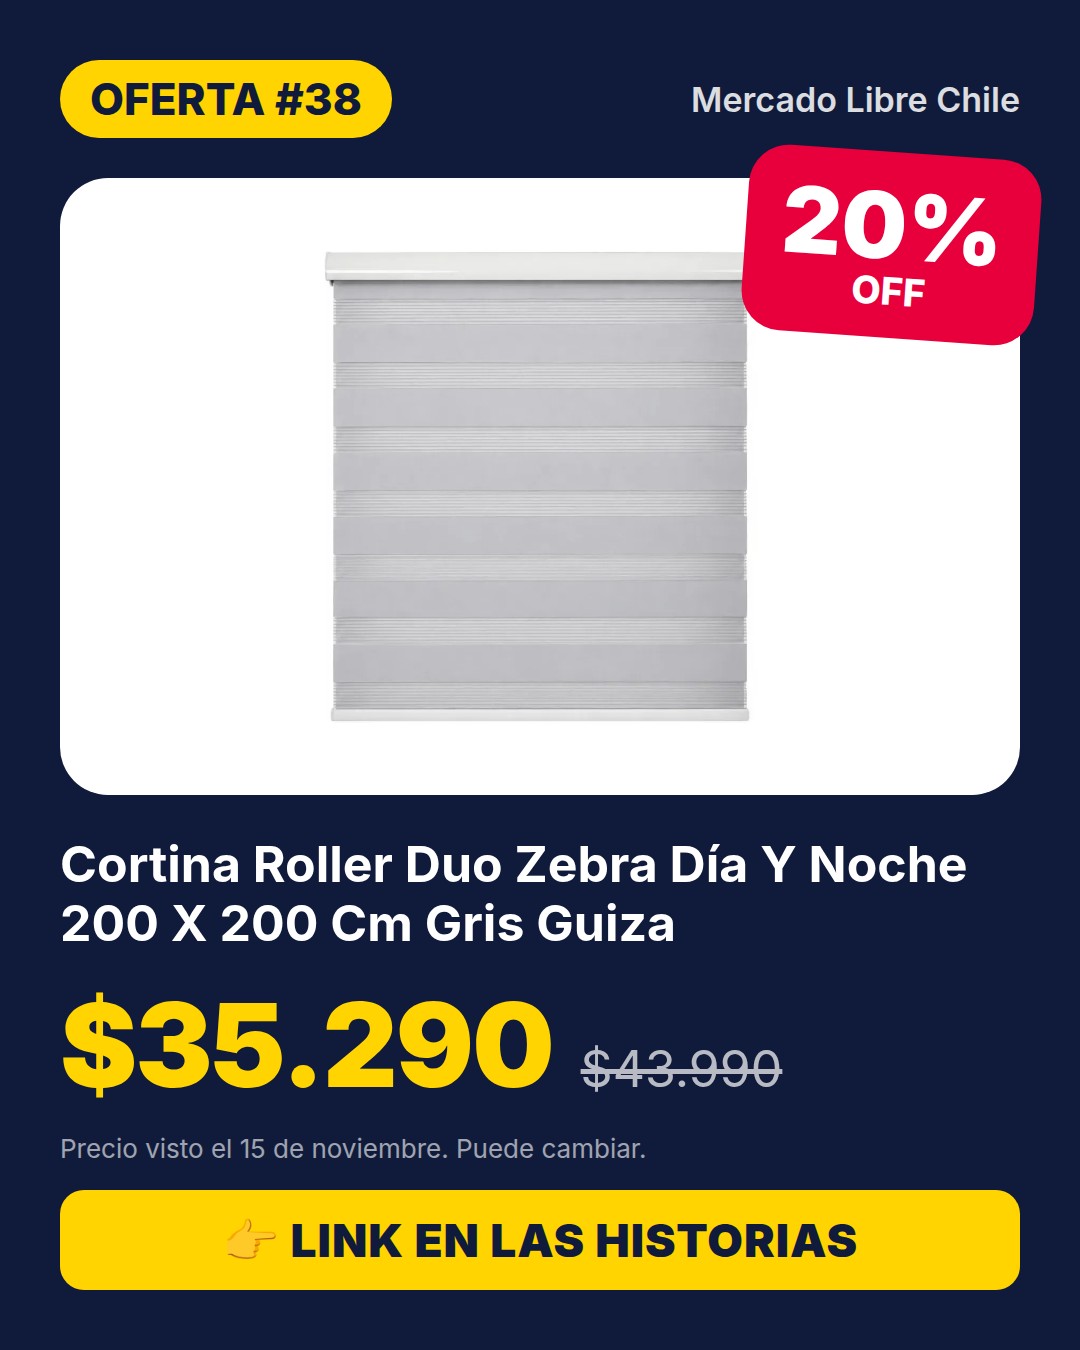 OFERTA #38
Mercado Libre Chile
20%
OFF
Cortina Roller Duo Zebra Día Y Noche
200 X 200 Cm Gris Guiza
$35.290 $43.990
Precio visto el 15 de noviembre. Puede cambiar.
👉 LINK EN LAS HISTORIAS